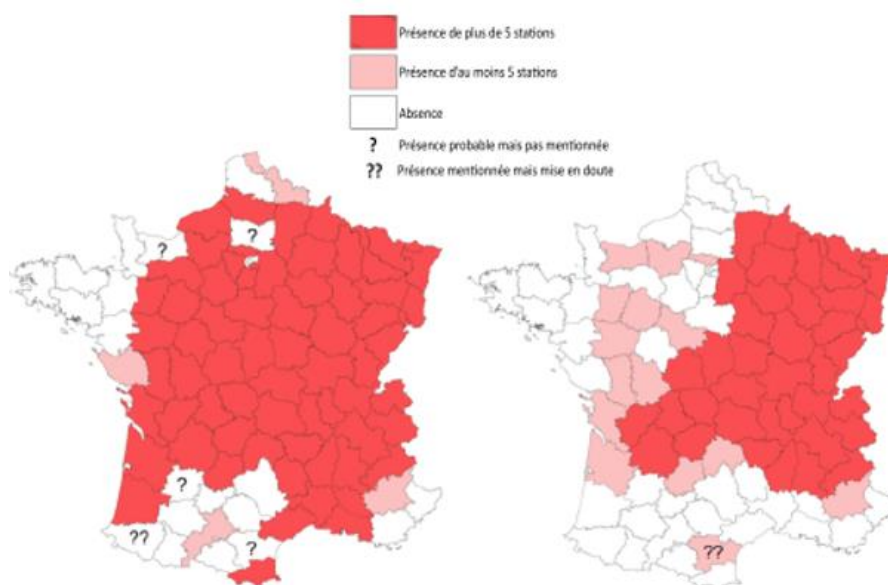 Présence de plus de 5 stations
Présence d'au moins 5 stations
Absence
? Présence probable mais pas mentionnée
?? Présence mentionnée mais mise en doute
?
?
?
??
?
??